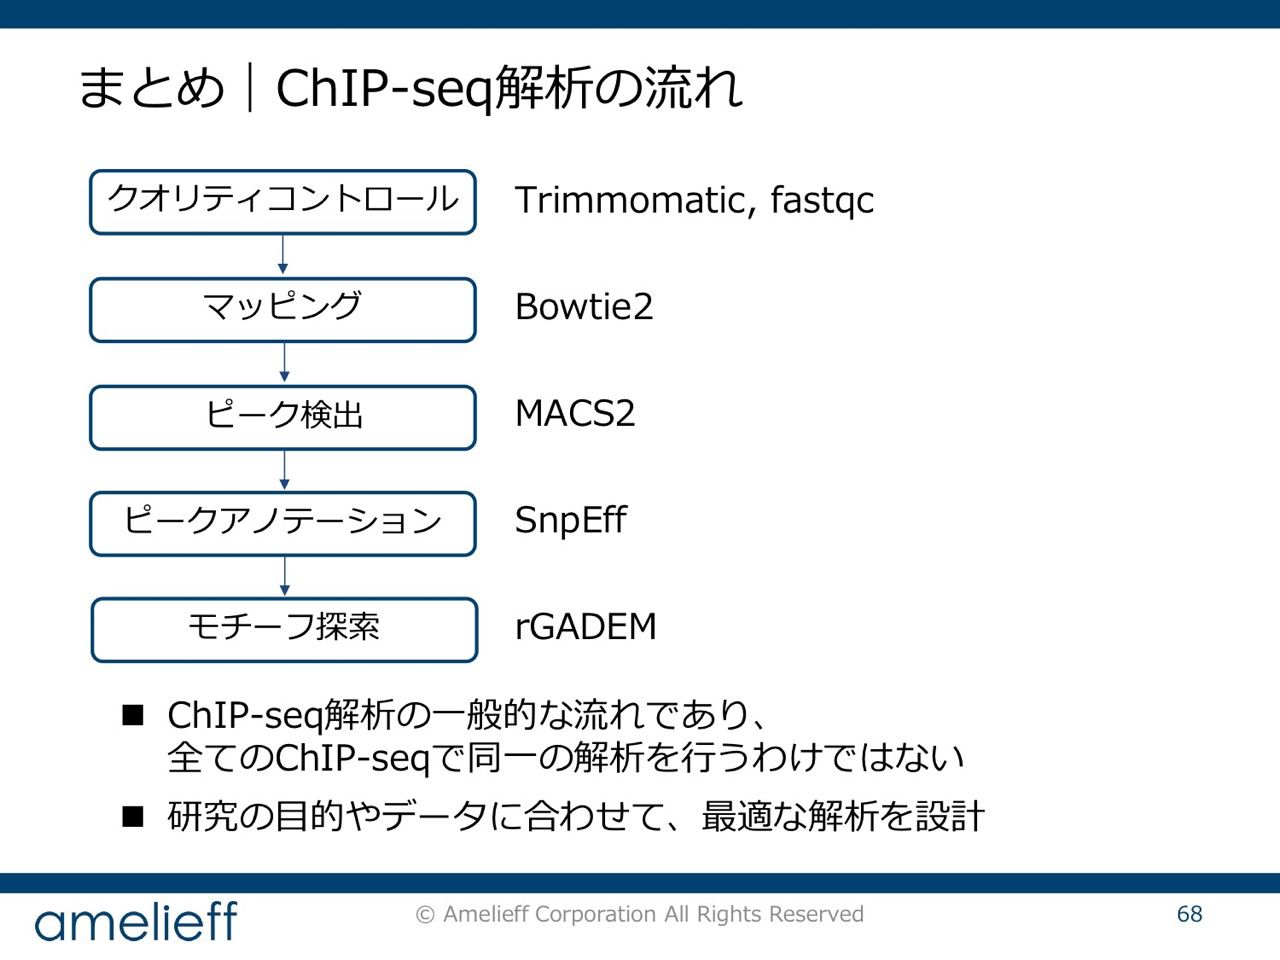 まとめ｜ChIP-seq解析の流れ
クオリティコントロール Trimmomatic, fastqc
マッピング Bowtie2
ピーク検出 MACS2
ピークアノテーション SnpEff
モチーフ探索 rGADEM
■ ChIP-seq解析の一般的な流れであり、
全てのChIP-seqで同一の解析を行うわけではない
■ 研究の目的やデータに合わせて、最適な解析を設計
amelieff © Amelieff Corporation All Rights Reserved 68